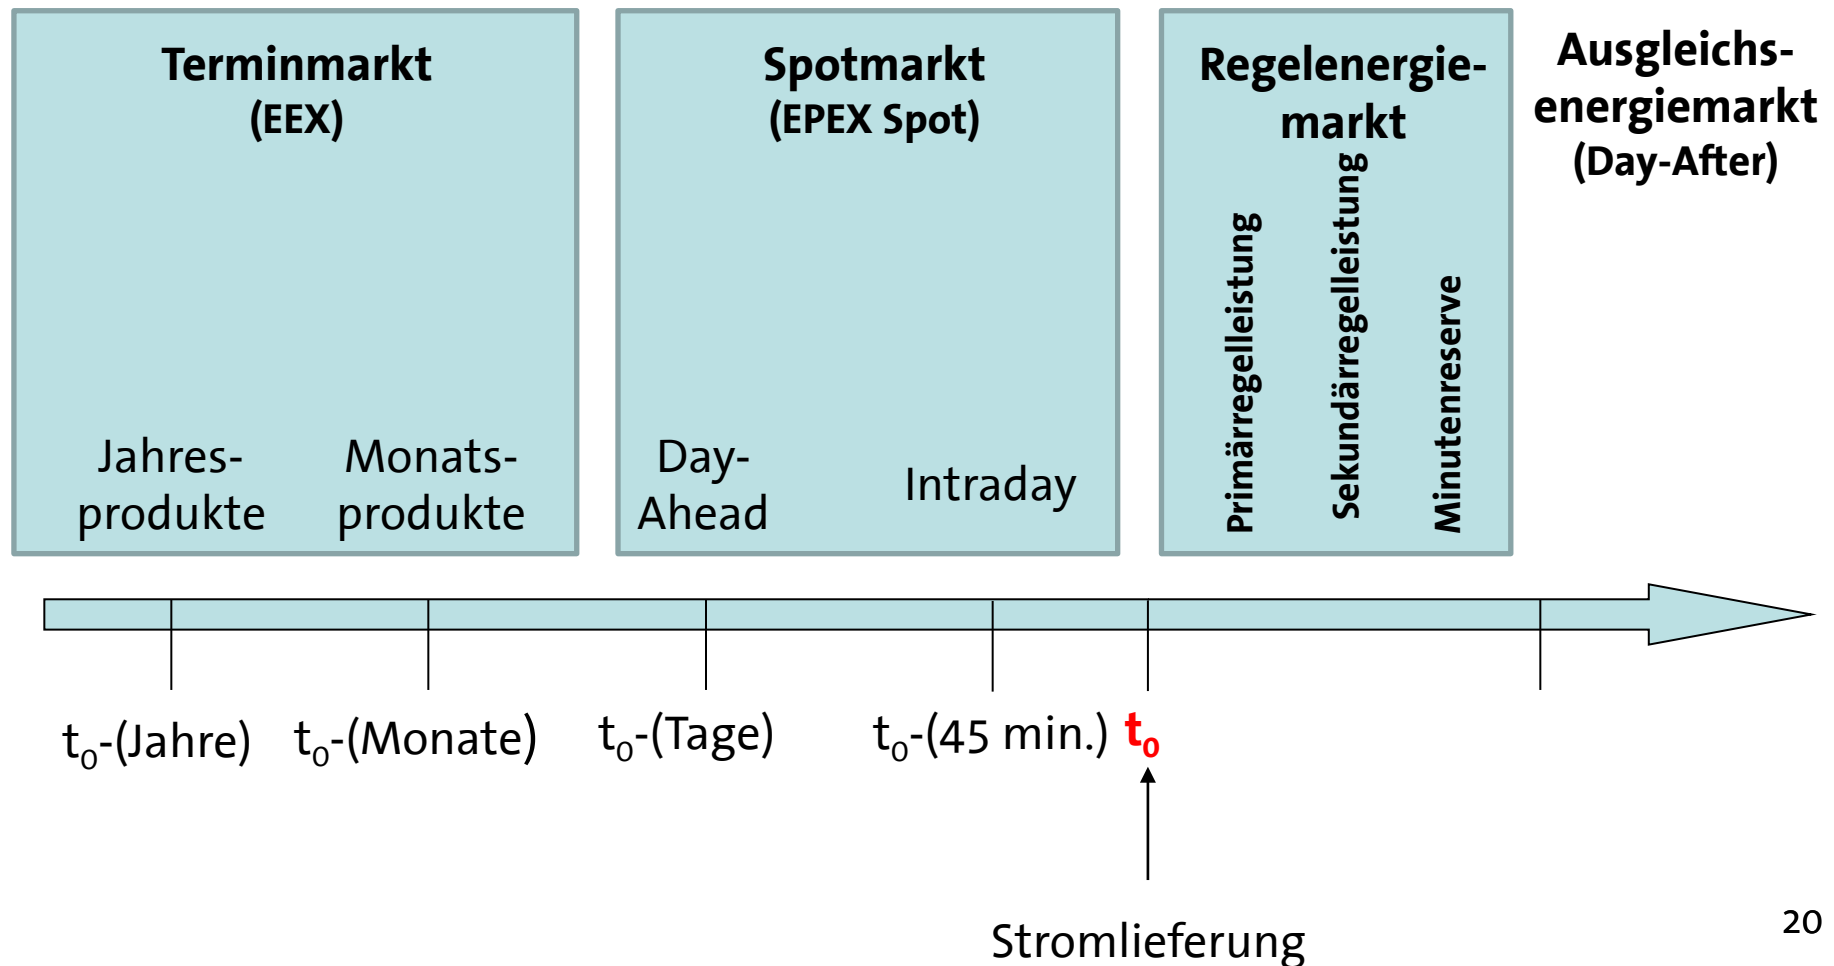 Terminmarkt
(EEX)
Jahres-
produkte
Monats-
produkte
Spotmarkt
(EPEX Spot)
Day-
Ahead
Intraday
Regelenergie-
markt
Primärregelleistung
Sekundärregelleistung
Minutenreserve
Ausgleichs-
energiemarkt
(Day-After)
t₀-(Jahre)
t₀-(Monate)
t₀-(Tage)
t₀-(45 min.)
t₀
Stromlieferung
20